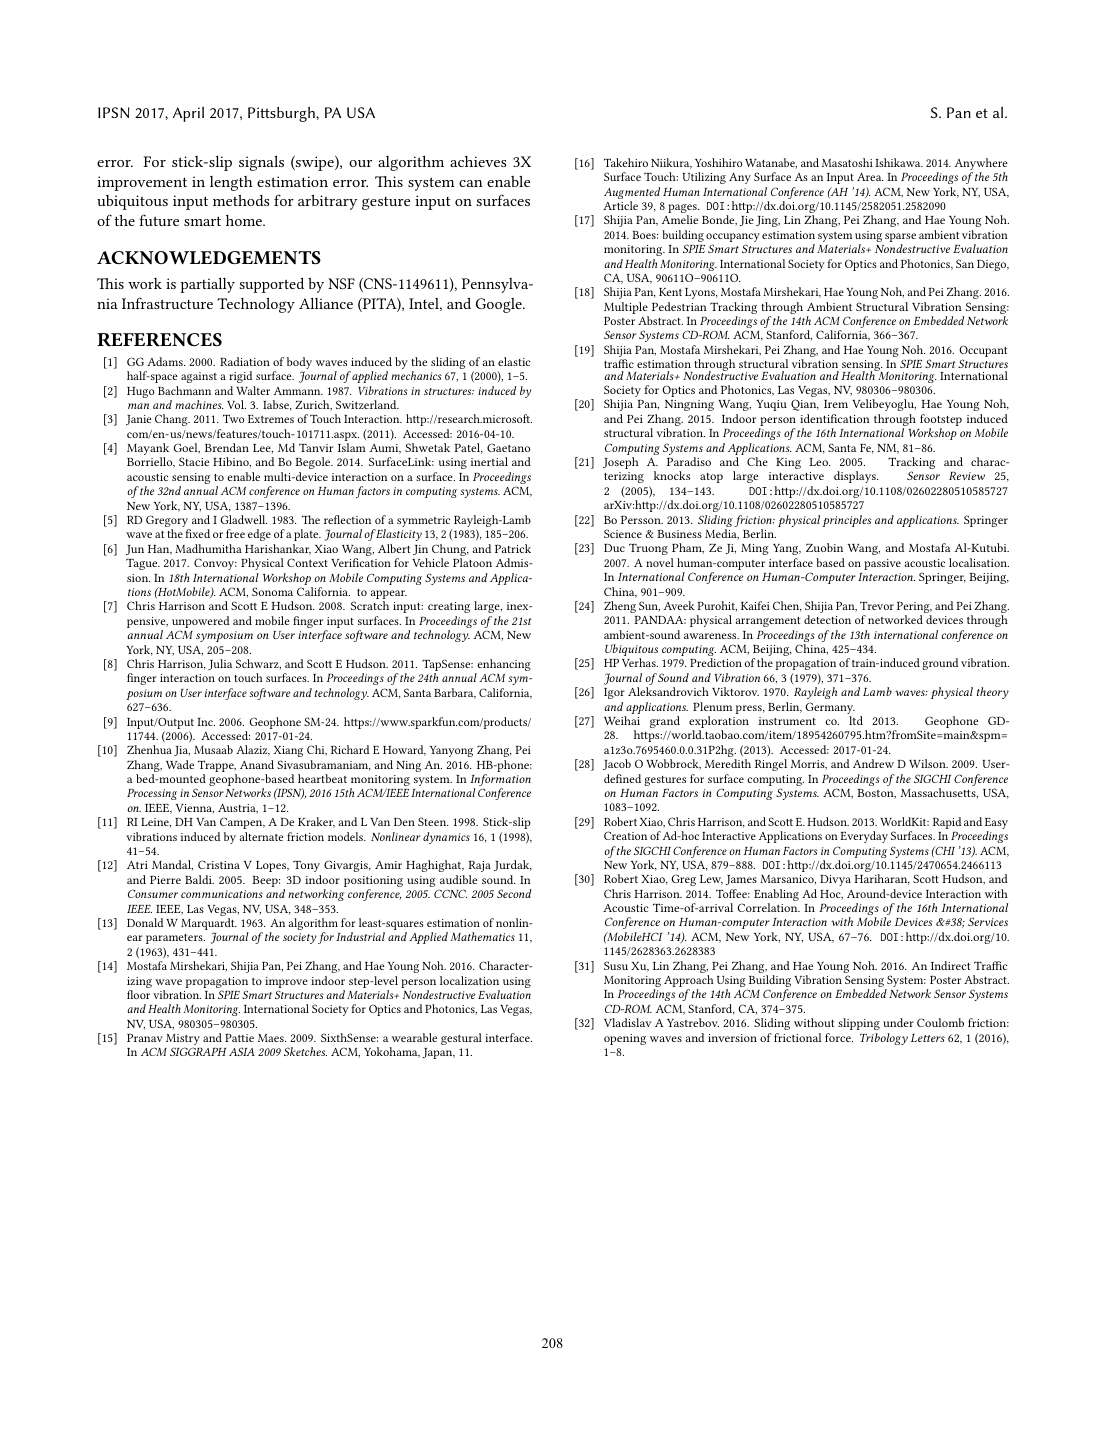 IPSN 2017, April 2017, Pittsburgh, PA USA
S. Pan et al.
error. For stick-slip signals (swipe), our algorithm achieves 3X
improvement in length estimation error. This system can enable
ubiquitous input methods for arbitrary gesture input on surfaces
of the future smart home.
ACKNOWLEDGEMENTS
This work is partially supported by NSF (CNS-1149611), Pennsylva-
nia Infrastructure Technology Alliance (PITA), Intel, and Google.
REFERENCES
[1] GG Adams. 2000. Radiation of body waves induced by the sliding of an elastic
half-space against a rigid surface. Journal of applied mechanics 67, 1 (2000), 1–5.
[2] Hugo Bachmann and Walter Ammann. 1987. Vibrations in structures: induced by
man and machines. Vol. 3. Iabse, Zurich, Switzerland.
[3] Janie Chang. 2011. Two Extremes of Touch Interaction. http://research.microsoft.
com/en-us/news/features/touch-101711.aspx. (2011). Accessed: 2016-04-10.
[4] Mayank Goel, Brendan Lee, Md Tanvir Islam Aumi, Shwetak Patel, Gaetano
Borriello, Stacie Hibino, and Bo Begole. 2014. SurfaceLink: using inertial and
acoustic sensing to enable multi-device interaction on a surface. In Proceedings
of the 32nd annual ACM conference on Human factors in computing systems. ACM,
New York, NY, USA, 1387–1396.
[5] RD Gregory and I Gladwell. 1983. The reflection of a symmetric Rayleigh-Lamb
wave at the fixed or free edge of a plate. Journal of Elasticity 13, 2 (1983), 185–206.
[6] Jun Han, Madhumitha Harishankar, Xiao Wang, Albert Jin Chung, and Patrick
Tague. 2017. Convoy: Physical Context Verification for Vehicle Platoon Admis-
sion. In 18th International Workshop on Mobile Computing Systems and Applica-
tions (HotMobile). ACM, Sonoma California. to appear.
[7] Chris Harrison and Scott E Hudson. 2008. Scratch input: creating large, inex-
pensive, unpowered and mobile finger input surfaces. In Proceedings of the 21st
annual ACM symposium on User interface software and technology. ACM, New
York, NY, USA, 205–208.
[8] Chris Harrison, Julia Schwarz, and Scott E Hudson. 2011. TapSense: enhancing
finger interaction on touch surfaces. In Proceedings of the 24th annual ACM sym-
posium on User interface software and technology. ACM, Santa Barbara, California,
627–636.
[9] Input/Output Inc. 2006. Geophone SM-24. https://www.sparkfun.com/products/
11744. (2006). Accessed: 2017-01-24.
[10] Zhenhua Jia, Musaab Alaziz, Xiang Chi, Richard E Howard, Yanyong Zhang, Pei
Zhang, Wade Trappe, Anand Sivasubramaniam, and Ning An. 2016. HB-phone:
a bed-mounted geophone-based heartbeat monitoring system. In Information
Processing in Sensor Networks (IPSN), 2016 15th ACM/IEEE International Conference
on. IEEE, Vienna, Austria, 1–12.
[11] RI Leine, DH Van Campen, A De Kraker, and L Van Den Steen. 1998. Stick-slip
vibrations induced by alternate friction models. Nonlinear dynamics 16, 1 (1998),
41–54.
[12] Atri Mandal, Cristina V Lopes, Tony Givargis, Amir Haghighat, Raja Jurdak,
and Pierre Baldi. 2005. Beep: 3D indoor positioning using audible sound. In
Consumer communications and networking conference, 2005. CCNC. 2005 Second
IEEE. IEEE, Las Vegas, NV, USA, 348–353.
[13] Donald W Marquardt. 1963. An algorithm for least-squares estimation of nonlin-
ear parameters. Journal of the society for Industrial and Applied Mathematics 11,
2 (1963), 431–441.
[14] Mostafa Mirshekari, Shijia Pan, Pei Zhang, and Hae Young Noh. 2016. Character-
izing wave propagation to improve indoor step-level person localization using
floor vibration. In SPIE Smart Structures and Materials+ Nondestructive Evaluation
and Health Monitoring. International Society for Optics and Photonics, Las Vegas,
NV, USA, 980305–980305.
[15] Pranav Mistry and Pattie Maes. 2009. SixthSense: a wearable gestural interface.
In ACM SIGGRAPH ASIA 2009 Sketches. ACM, Yokohama, Japan, 11.
[16] Takehiro Niikura, Yoshihiro Watanabe, and Masatoshi Ishikawa. 2014. Anywhere
Surface Touch: Utilizing Any Surface As an Input Area. In Proceedings of the 5th
Augmented Human International Conference (AH '14). ACM, New York, NY, USA,
Article 39, 8 pages. DOI:http://dx.doi.org/10.1145/2582051.2582090
[17] Shijia Pan, Amelie Bonde, Jie Jing, Lin Zhang, Pei Zhang, and Hae Young Noh.
2014. Boes: building occupancy estimation system using sparse ambient vibration
monitoring. In SPIE Smart Structures and Materials+ Nondestructive Evaluation
and Health Monitoring. International Society for Optics and Photonics, San Diego,
CA, USA, 90611O–90611O.
[18] Shijia Pan, Kent Lyons, Mostafa Mirshekari, Hae Young Noh, and Pei Zhang. 2016.
Multiple Pedestrian Tracking through Ambient Structural Vibration Sensing:
Poster Abstract. In Proceedings of the 14th ACM Conference on Embedded Network
Sensor Systems CD-ROM. ACM, Stanford, California, 366–367.
[19] Shijia Pan, Mostafa Mirshekari, Pei Zhang, and Hae Young Noh. 2016. Occupant
traffic estimation through structural vibration sensing. In SPIE Smart Structures
and Materials+ Nondestructive Evaluation and Health Monitoring. International
Society for Optics and Photonics, Las Vegas, NV, 980306–980306.
[20] Shijia Pan, Ningning Wang, Yuqiu Qian, Irem Velibeyoglu, Hae Young Noh,
and Pei Zhang. 2015. Indoor person identification through footstep induced
structural vibration. In Proceedings of the 16th International Workshop on Mobile
Computing Systems and Applications. ACM, Santa Fe, NM, 81–86.
[21] Joseph A. Paradiso and Che King Leo. 2005. Tracking and charac-
terizing knocks atop large interactive displays. Sensor Review 25,
2 (2005), 134–143. DOI:http://dx.doi.org/10.1108/02602280510585727
arXiv:http://dx.doi.org/10.1108/02602280510585727
[22] Bo Persson. 2013. Sliding friction: physical principles and applications. Springer
Science & Business Media, Berlin.
[23] Duc Truong Pham, Ze Ji, Ming Yang, Zuobin Wang, and Mostafa Al-Kutubi.
2007. A novel human-computer interface based on passive acoustic localisation.
In International Conference on Human-Computer Interaction. Springer, Beijing,
China, 901–909.
[24] Zheng Sun, Aveek Purohit, Kaifei Chen, Shijia Pan, Trevor Pering, and Pei Zhang.
2011. PANDAA: physical arrangement detection of networked devices through
ambient-sound awareness. In Proceedings of the 13th international conference on
Ubiquitous computing. ACM, Beijing, China, 425–434.
[25] HP Verhas. 1979. Prediction of the propagation of train-induced ground vibration.
Journal of Sound and Vibration 66, 3 (1979), 371–376.
[26] Igor Aleksandrovich Viktorov. 1970. Rayleigh and Lamb waves: physical theory
and applications. Plenum press, Berlin, Germany.
[27] Weihai grand exploration instrument co. ltd 2013. Geophone GD-
28. https://world.taobao.com/item/18954260795.htm?fromSite=main&spm=
a1z3o.7695460.0.0.31P2hg. (2013). Accessed: 2017-01-24.
[28] Jacob O Wobbrock, Meredith Ringel Morris, and Andrew D Wilson. 2009. User-
defined gestures for surface computing. In Proceedings of the SIGCHI Conference
on Human Factors in Computing Systems. ACM, Boston, Massachusetts, USA,
1083–1092.
[29] Robert Xiao, Chris Harrison, and Scott E. Hudson. 2013. WorldKit: Rapid and Easy
Creation of Ad-hoc Interactive Applications on Everyday Surfaces. In Proceedings
of the SIGCHI Conference on Human Factors in Computing Systems (CHI '13). ACM,
New York, NY, USA, 879–888. DOI:http://dx.doi.org/10.1145/2470654.2466113
[30] Robert Xiao, Greg Lew, James Marsanico, Divya Hariharan, Scott Hudson, and
Chris Harrison. 2014. Toffee: Enabling Ad Hoc, Around-device Interaction with
Acoustic Time-of-arrival Correlation. In Proceedings of the 16th International
Conference on Human-computer Interaction with Mobile Devices &#38; Services
(MobileHCI '14). ACM, New York, NY, USA, 67–76. DOI:http://dx.doi.org/10.
1145/2628363.2628383
[31] Susu Xu, Lin Zhang, Pei Zhang, and Hae Young Noh. 2016. An Indirect Traffic
Monitoring Approach Using Building Vibration Sensing System: Poster Abstract.
In Proceedings of the 14th ACM Conference on Embedded Network Sensor Systems
CD-ROM. ACM, Stanford, CA, 374–375.
[32] Vladislav A Yastrebov. 2016. Sliding without slipping under Coulomb friction:
opening waves and inversion of frictional force. Tribology Letters 62, 1 (2016),
1–8.
208